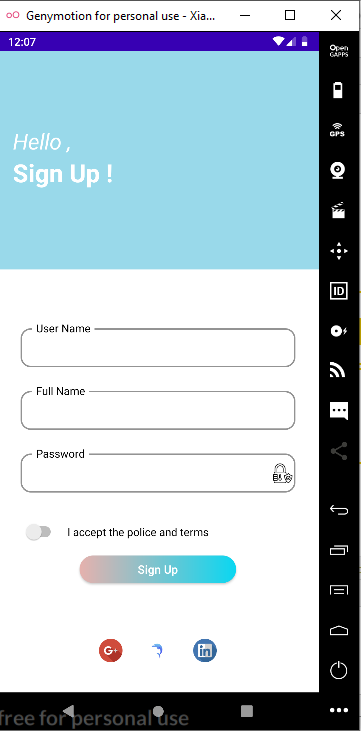 Genymotion for personal use - Xia...
12:07
Open
GAPPS
Hello ,
Sign Up !
GPS
ID
User Name
Full Name
Password
I accept the police and terms
Sign Up
G+
in
free for personal use